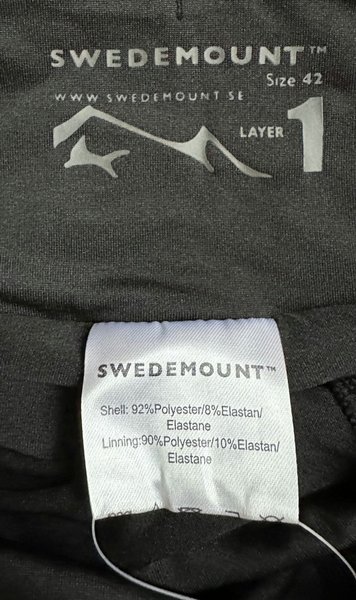 SWEDEMOUNT™
Size 42
WWW SWEDEMOUNT SE
LAYER 1
SWEDEMOUNT™
Shell: 92%Polyester/8%Elastan/
Elastane
Linning:90%Polyester/10%Elastan/
Elastane